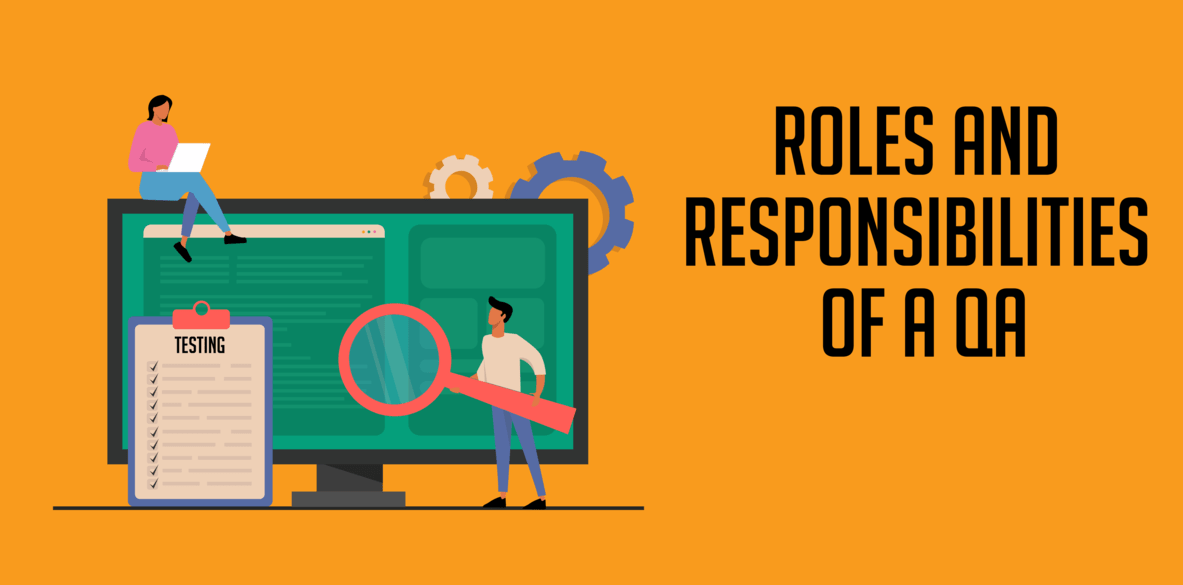 ROLES AND
RESPONSIBILITIES
OF A QA
TESTING